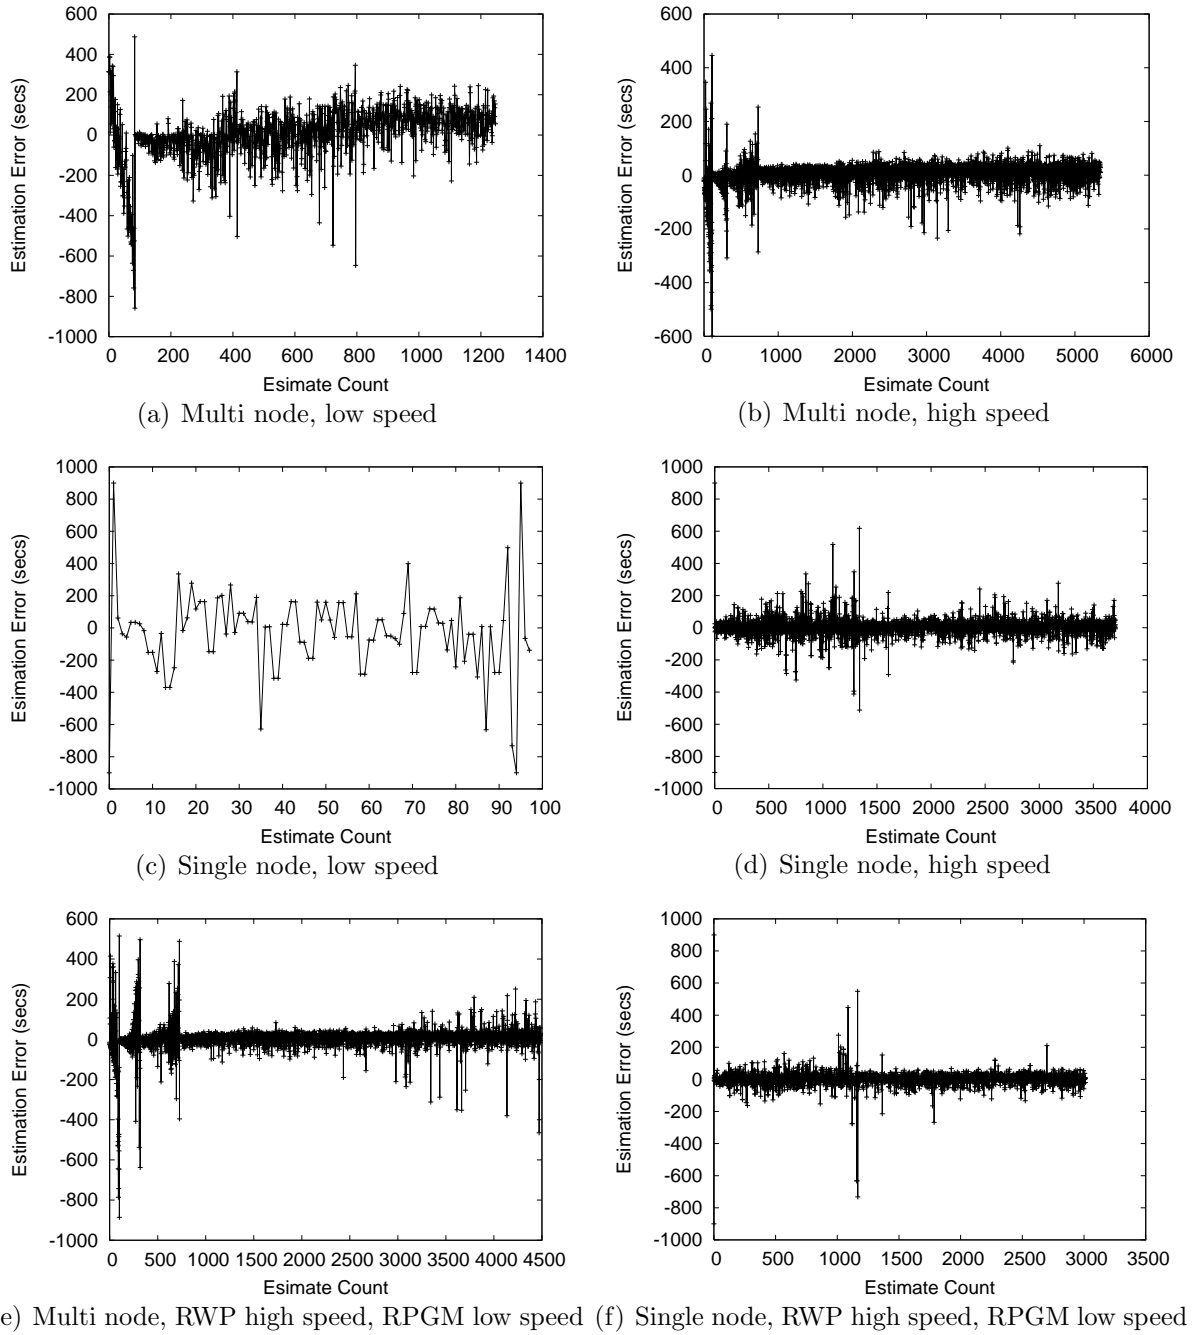 600
400
200
0
-200
-400
-600
-800
-1000
0 200 400 600 800 1000 1200 1400
Estimation Error (secs)
Esimate Count
(a) Multi node, low speed
600
400
200
0
-200
-400
-600
0 1000 2000 3000 4000 5000 6000
Estimation Error (secs)
Esimate Count
(b) Multi node, high speed
1000
800
600
400
200
0
-200
-400
-600
-800
-1000
0 10 20 30 40 50 60 70 80 90 100
Esimation Error (secs)
Estimate Count
(c) Single node, low speed
1000
800
600
400
200
0
-200
-400
-600
-800
-1000
0 500 1000 1500 2000 2500 3000 3500 4000
Esimation Error (secs)
Estimate Count
(d) Single node, high speed
600
400
200
0
-200
-400
-600
-800
-1000
0 500 1000 1500 2000 2500 3000 3500 4000 4500
Estimation Error (secs)
Esimate Count
e) Multi node, RWP high speed, RPGM low speed
1000
800
600
400
200
0
-200
-400
-600
-800
-1000
0 500 1000 1500 2000 2500 3000 3500
Esimation Error (secs)
Estimate Count
(f) Single node, RWP high speed, RPGM low speed